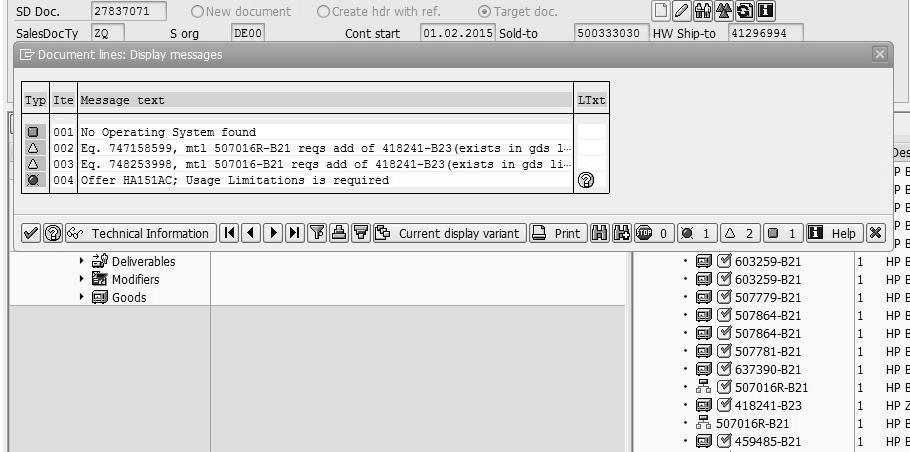 SD Doc. 27837071 New document Create hdr with ref. Target doc.
SalesDocTy ZQ S org DE00 Cont start 01.02.2015 Sold-to 500333030 HW Ship-to 41296994
Document lines: Display messages
Typ Ite Message text LTxt
001 No Operating System found
002 Eq. 747158599, mtl 507016R-B21 reqs add of 418241-B23(exists in gds l…
003 Eq. 748253998, mtl 507016-B21 reqs add of 418241-B23(exists in gds li…
004 Offer HA151AC; Usage Limitations is required
Technical Information Current display variant Print STOP 0 1 2 1 Help
Des
P B
P B
P B
P B
P B
Deliverables
Modifiers
Goods
603259-B21 1 HP B
603259-B21 1 HP B
507779-B21 1 HP B
507864-B21 1 HP B
507864-B21 1 HP B
507781-B21 1 HP B
637390-B21 1 HP B
507016R-B21 1 HP B
418241-B23 1 HP Z
507016R-B21 1 HP B
459485-B21 1 HP B